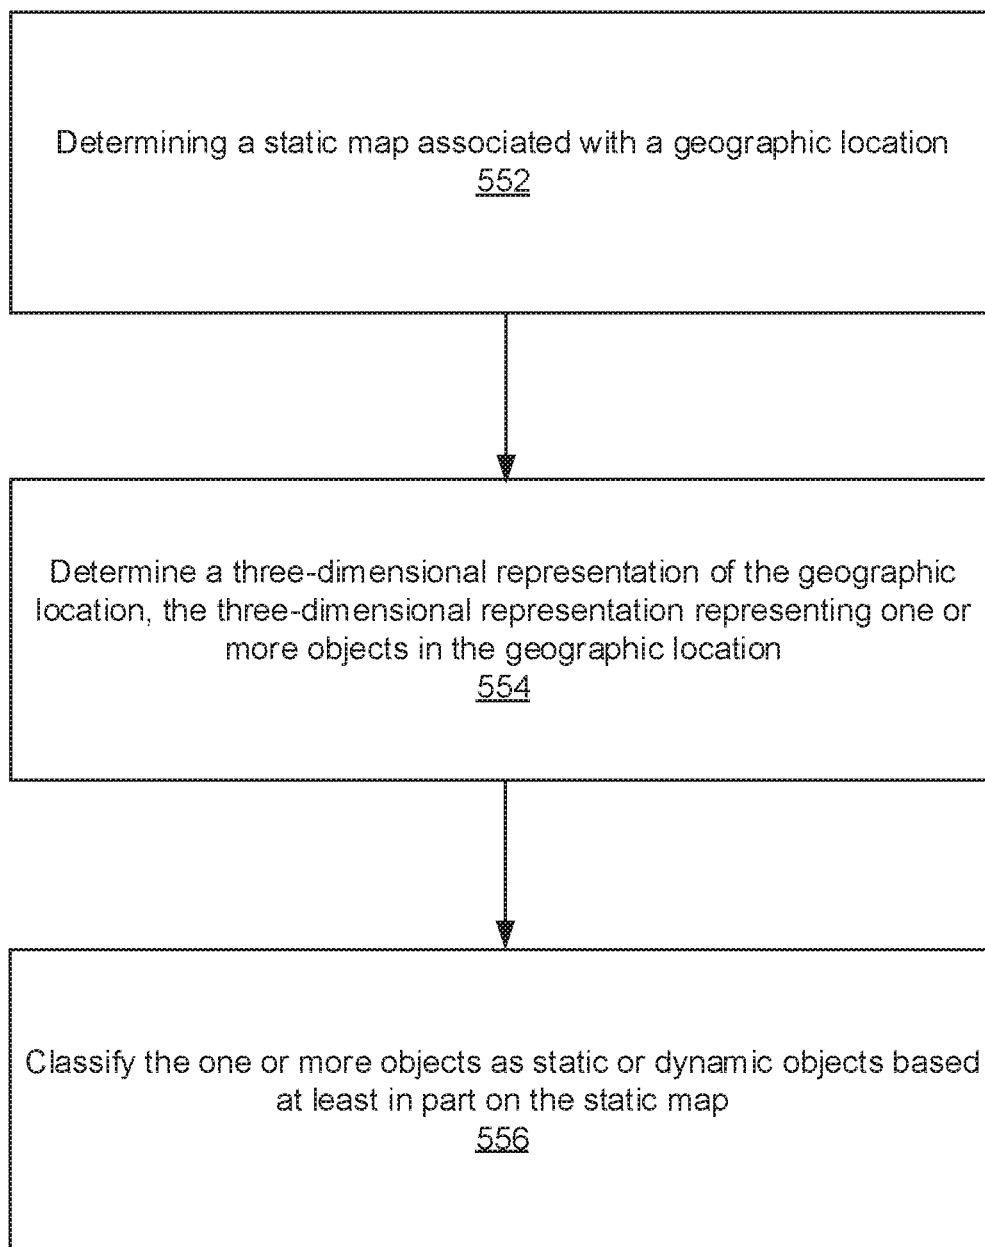 Determining a static map associated with a geographic location
552
Determine a three-dimensional representation of the geographic
location, the three-dimensional representation representing one or
more objects in the geographic location
554
Classify the one or more objects as static or dynamic objects based
at least in part on the static map
556